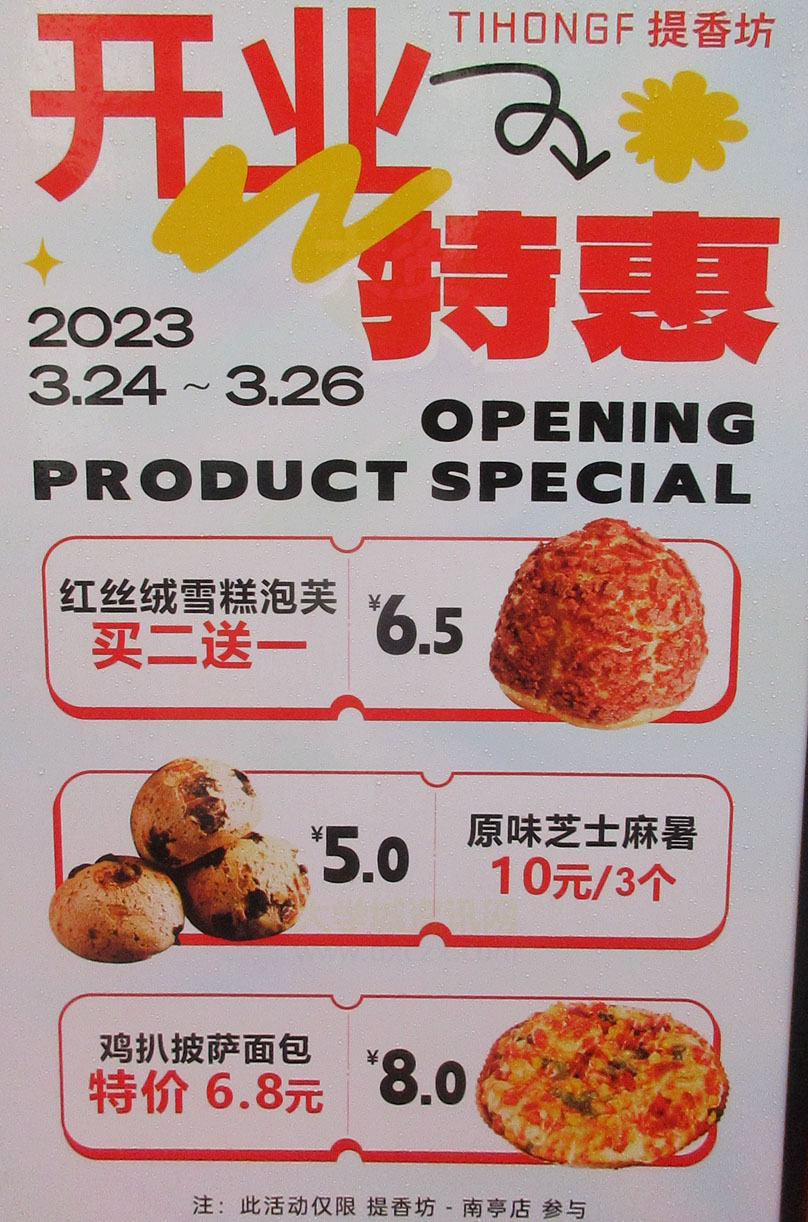 TIHONGF 提香坊
开业
特惠
2023
3.24 ~ 3.26
OPENING
PRODUCT SPECIAL
红丝绒雪糕泡芙
买二送一
¥6.5
¥5.0
原味芝士麻暑
10元/3个
鸡扒披萨面包
特价 6.8元
¥8.0
注：此活动仅限 提香坊 - 南亭店 参与